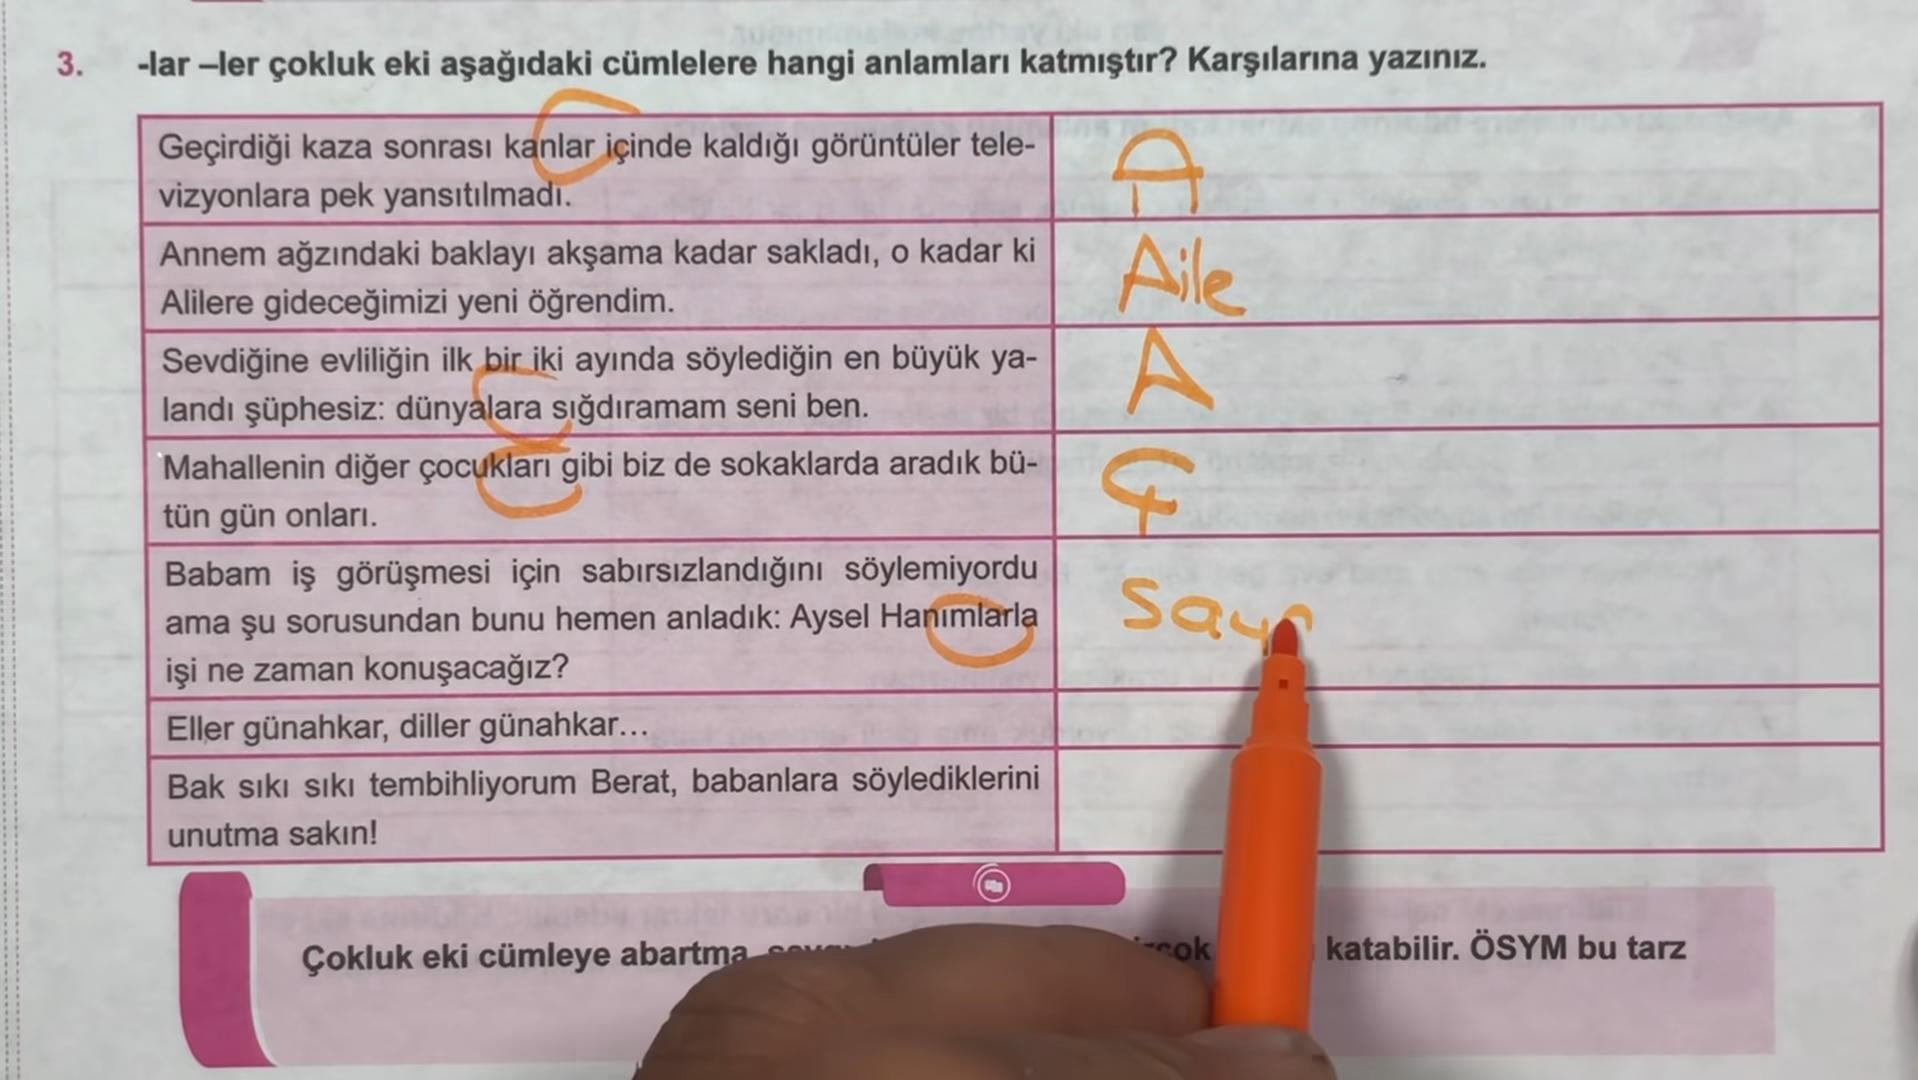 3. -lar –ler çokluk eki aşağıdaki cümlelere hangi anlamları katmıştır? Karşılarına yazınız.
Geçirdiği kaza sonrası kanlar içinde kaldığı görüntüler tele-
vizyonlara pek yansıtılmadı.
A
Annem ağzındaki baklayı akşama kadar sakladı, o kadar ki
Alilere gideceğimizi yeni öğrendim.
Aile
Sevdiğine evliliğin ilk bir iki ayında söylediğin en büyük ya-
landı şüphesiz: dünyalara sığdıramam seni ben.
A
Mahallenin diğer çocukları gibi biz de sokaklarda aradık bü-
tün gün onları.
Ç
Babam iş görüşmesi için sabırsızlandığını söylemiyordu
ama şu sorusundan bunu hemen anladık: Aysel Hanımlarla
işi ne zaman konuşacağız?
Say
Eller günahkar, diller günahkar...
Bak sıkı sıkı tembihliyorum Berat, babanlara söylediklerini
unutma sakın!
Çokluk eki cümleye abartma katabilir. ÖSYM bu tarz